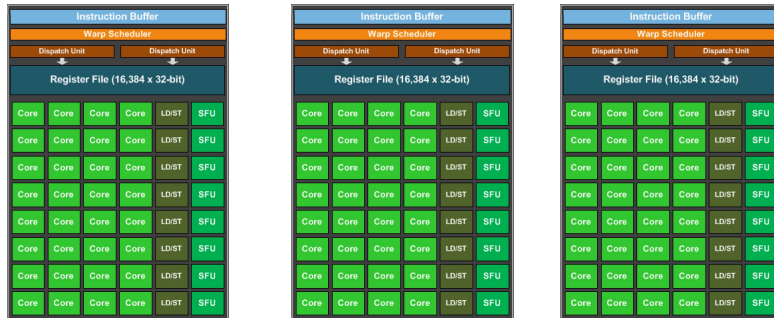 Instruction Buffer
Warp Scheduler
Dispatch Unit Dispatch Unit
Register File (16,384 x 32-bit)
Core Core Core Core LD/ST SFU
Core Core Core Core LD/ST SFU
Core Core Core Core LD/ST SFU
Core Core Core Core LD/ST SFU
Core Core Core Core LD/ST SFU
Core Core Core Core LD/ST SFU
Core Core Core Core LD/ST SFU
Core Core Core Core LD/ST SFU
Instruction Buffer
Warp Scheduler
Dispatch Unit Dispatch Unit
Register File (16,384 x 32-bit)
Core Core Core Core LD/ST SFU
Core Core Core Core LD/ST SFU
Core Core Core Core LD/ST SFU
Core Core Core Core LD/ST SFU
Core Core Core Core LD/ST SFU
Core Core Core Core LD/ST SFU
Core Core Core Core LD/ST SFU
Core Core Core Core LD/ST SFU
Instruction Buffer
Warp Scheduler
Dispatch Unit Dispatch Unit
Register File (16,384 x 32-bit)
Core Core Core Core LD/ST SFU
Core Core Core Core LD/ST SFU
Core Core Core Core LD/ST SFU
Core Core Core Core LD/ST SFU
Core Core Core Core LD/ST SFU
Core Core Core Core LD/ST SFU
Core Core Core Core LD/ST SFU
Core Core Core Core LD/ST SFU